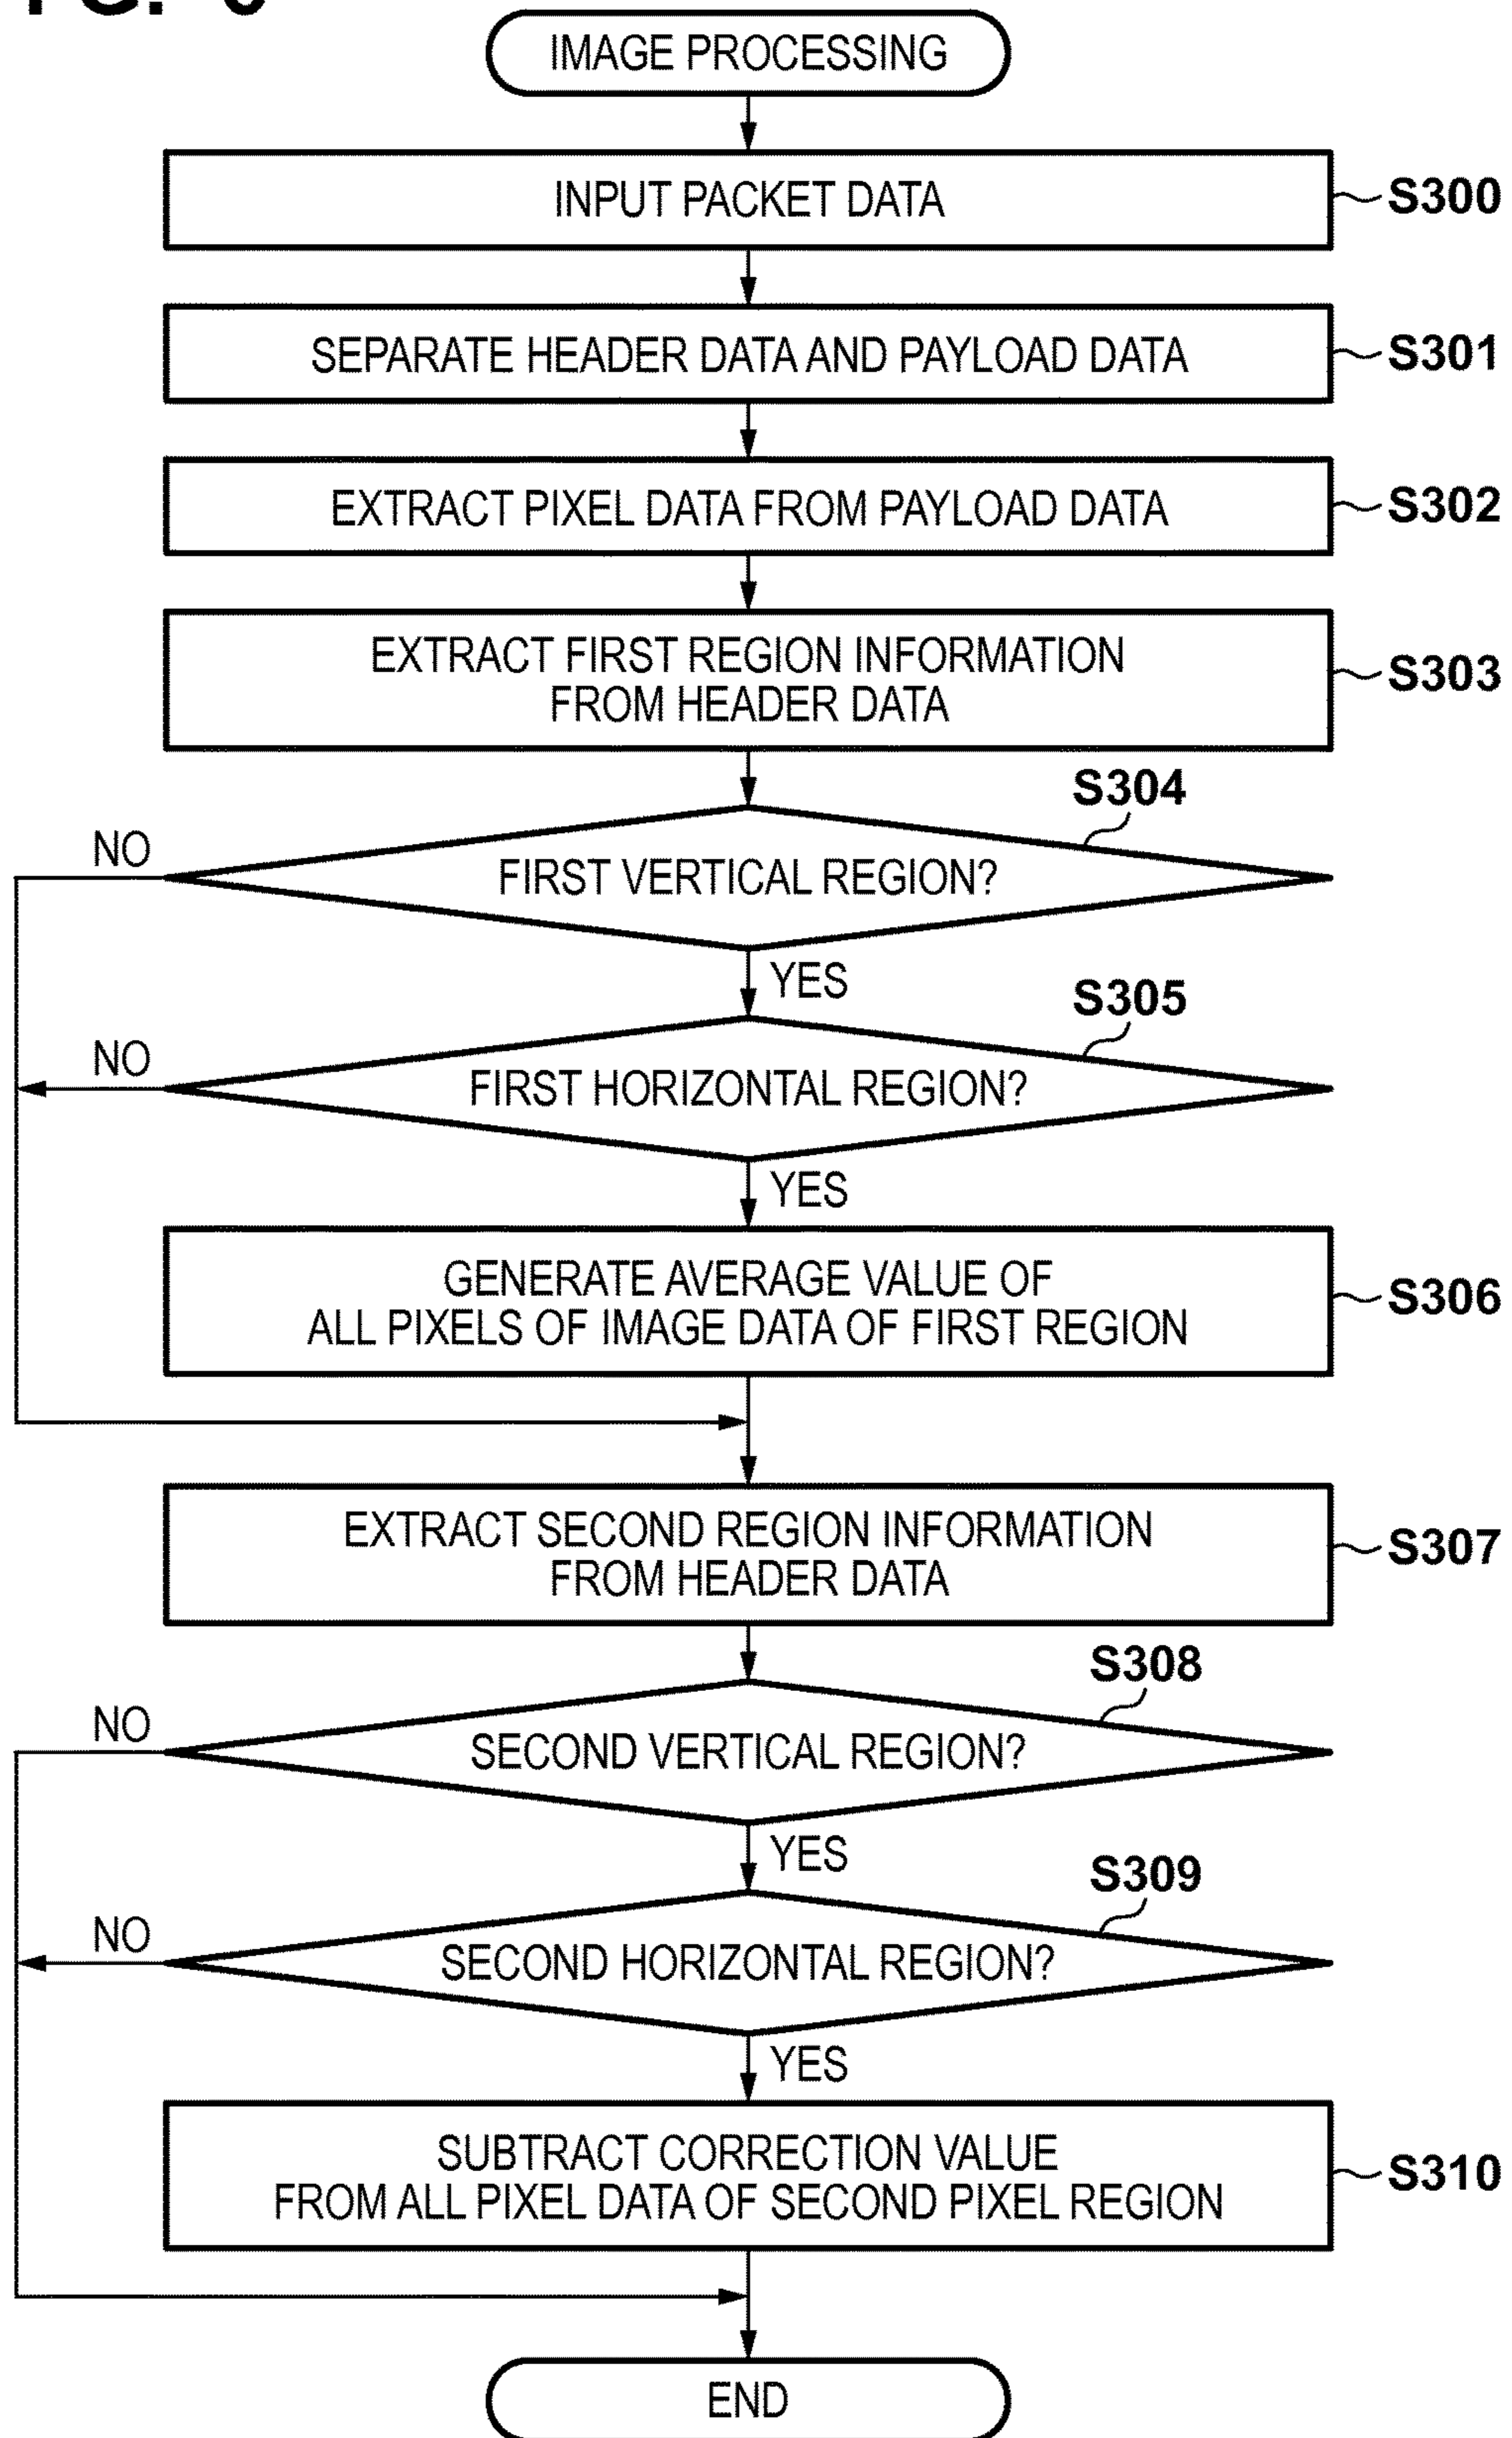 IMAGE PROCESSING
INPUT PACKET DATA
S300
SEPARATE HEADER DATA AND PAYLOAD DATA
S301
EXTRACT PIXEL DATA FROM PAYLOAD DATA
S302
EXTRACT FIRST REGION INFORMATION
FROM HEADER DATA
S303
S304
NO
FIRST VERTICAL REGION?
YES
S305
NO
FIRST HORIZONTAL REGION?
YES
GENERATE AVERAGE VALUE OF
ALL PIXELS OF IMAGE DATA OF FIRST REGION
S306
EXTRACT SECOND REGION INFORMATION
FROM HEADER DATA
S307
S308
NO
SECOND VERTICAL REGION?
YES
S309
NO
SECOND HORIZONTAL REGION?
YES
SUBTRACT CORRECTION VALUE
FROM ALL PIXEL DATA OF SECOND PIXEL REGION
S310
END